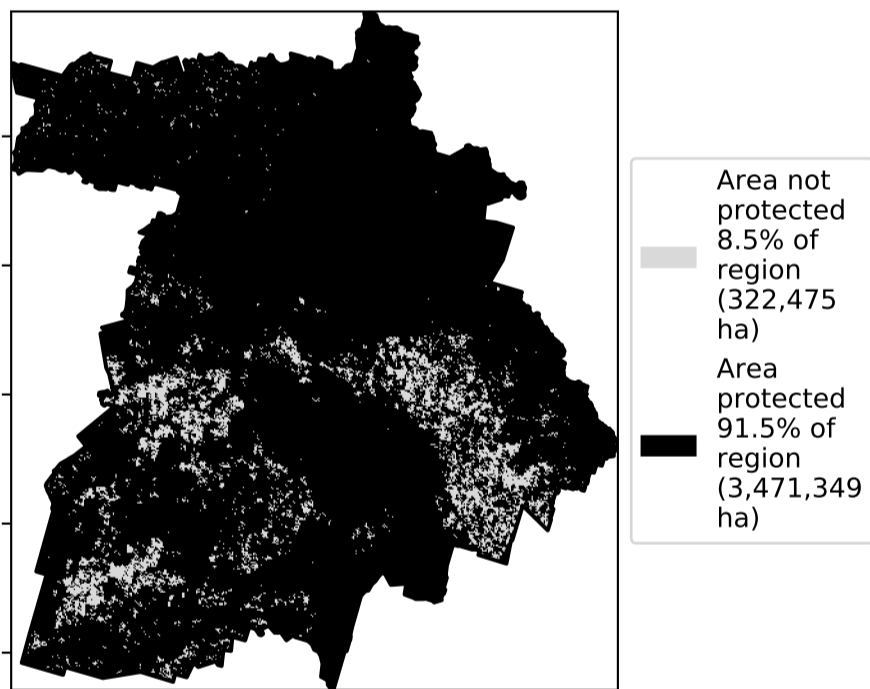 Area not
protected
8.5% of
region
(322,475
ha)
Area
protected
91.5% of
region
(3,471,349
ha)